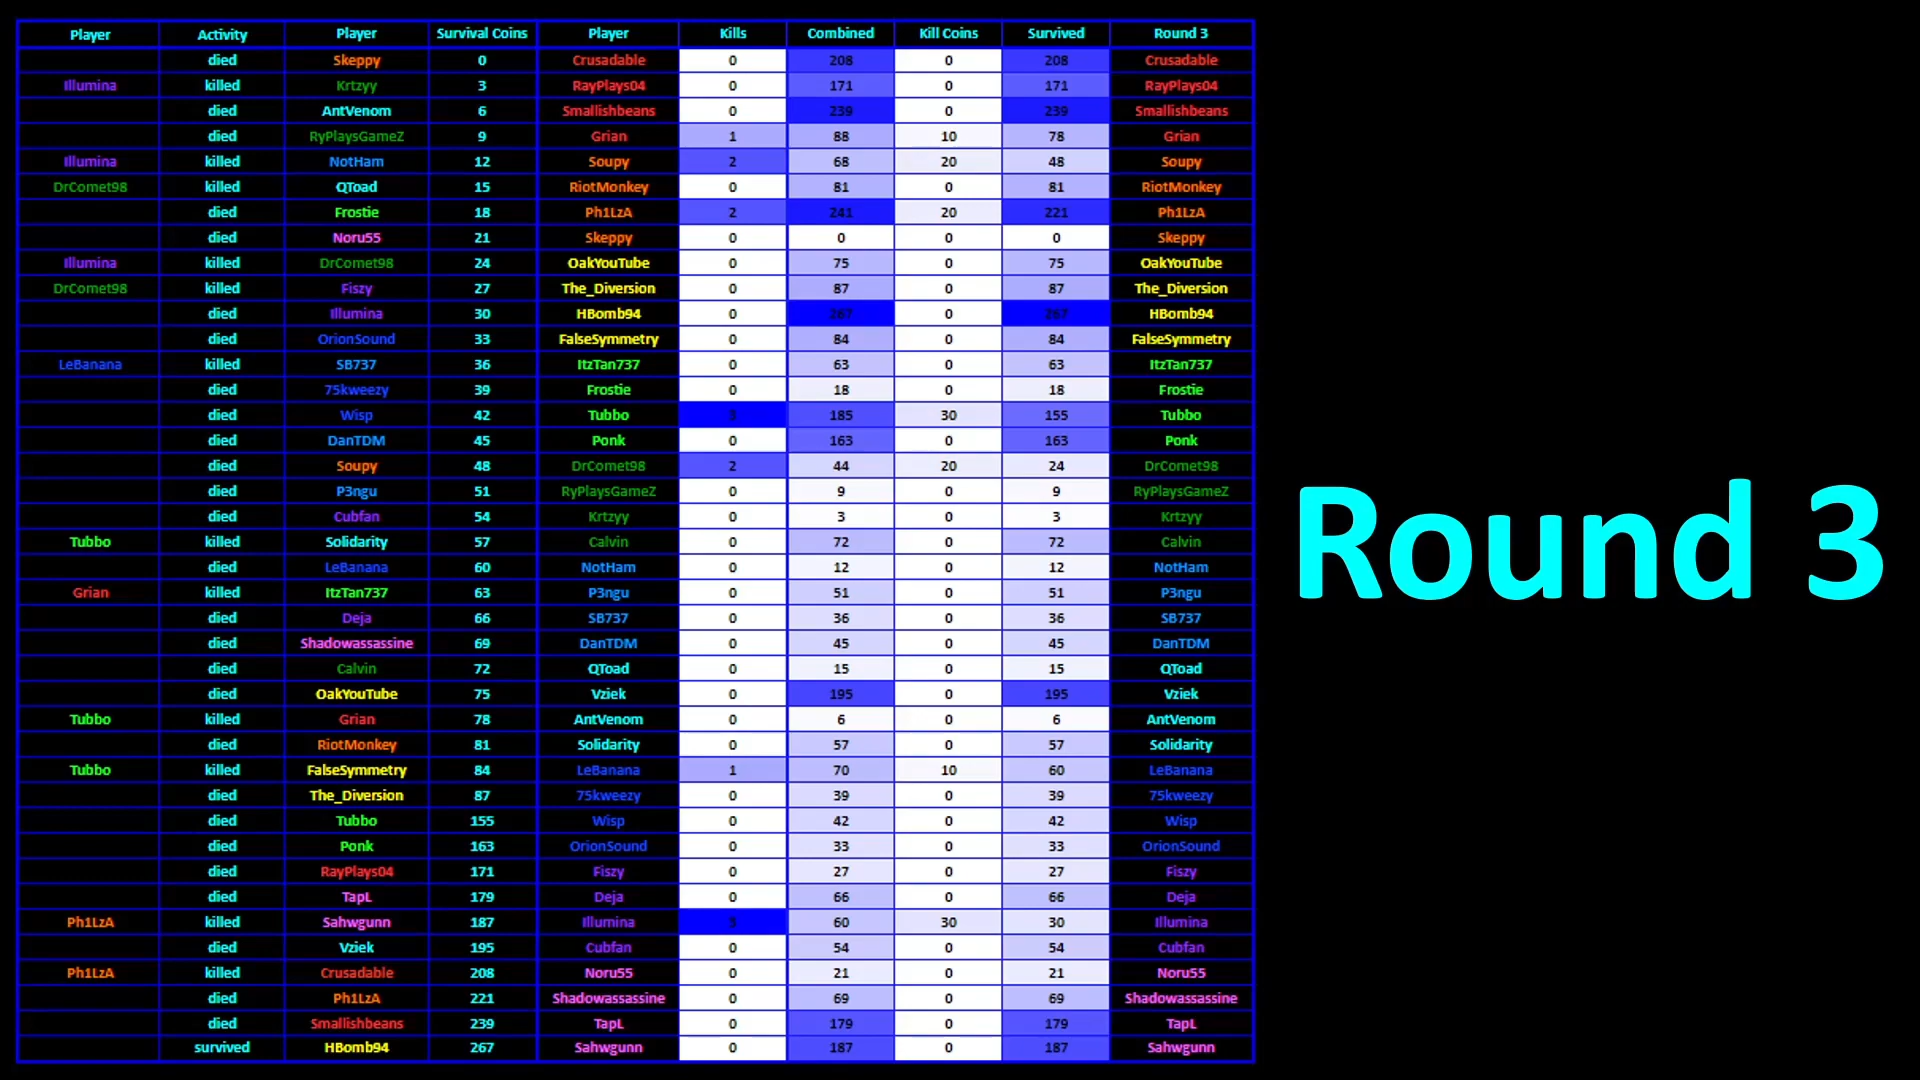 Player Activity Player Survival Coins Player Kills Combined Kill Coins Survived Round 3
died Skeppy 0 Crusadable 0 208 0 208 Crusadable
Illumina killed Krtzyy 3 RayPlays04 0 171 0 171 RayPlays04
died AntVenom 6 Smallishbeans 0 239 0 239 Smallishbeans
died RyPlaysGameZ 9 Grian 1 88 10 78 Grian
Illumina killed NotHam 12 Soupy 2 68 20 48 Soupy
DrComet98 killed QToad 15 RiotMonkey 0 81 0 81 RiotMonkey
died Frostie 18 Ph1LzA 2 241 20 221 Ph1LzA
died Noru55 21 Skeppy 0 0 0 0 Skeppy
Illumina killed DrComet98 24 OakYouTube 0 75 0 75 OakYouTube
DrComet98 killed Fiszy 27 The_Diversion 0 87 0 87 The_Diversion
died Illumina 30 HBomb94 0 267 0 267 HBomb94
died OrionSound 33 FalseSymmetry 0 84 0 84 FalseSymmetry
LeBanana killed SB737 36 ItzTan737 0 63 0 63 ItzTan737
died 75kweezy 39 Frostie 0 18 0 18 Frostie
died Wisp 42 Tubbo 3 185 30 155 Tubbo
died DanTDM 45 Ponk 0 163 0 163 Ponk
died Soupy 48 DrComet98 2 44 20 24 DrComet98
died P3ngu 51 RyPlaysGameZ 0 9 0 9 RyPlaysGameZ
died Cubfan 54 Krtzyy 0 3 0 3 Krtzyy
Tubbo killed Solidarity 57 Calvin 0 72 0 72 Calvin
died LeBanana 60 NotHam 0 12 0 12 NotHam
Grian killed ItzTan737 63 P3ngu 0 51 0 51 P3ngu
died Deja 66 SB737 0 36 0 36 SB737
died Shadowassassine 69 DanTDM 0 45 0 45 DanTDM
died Calvin 72 QToad 0 15 0 15 QToad
died OakYouTube 75 Vziek 0 195 0 195 Vziek
Tubbo killed Grian 78 AntVenom 0 6 0 6 AntVenom
died RiotMonkey 81 Solidarity 0 57 0 57 Solidarity
Tubbo killed FalseSymmetry 84 LeBanana 1 70 10 60 LeBanana
died The_Diversion 87 75kweezy 0 39 0 39 75kweezy
died Tubbo 155 Wisp 0 42 0 42 Wisp
died Ponk 163 OrionSound 0 33 0 33 OrionSound
died RayPlays04 171 Fiszy 0 27 0 27 Fiszy
died TapL 179 Deja 0 66 0 66 Deja
Ph1LzA killed Sahwgunn 187 Illumina 3 60 30 30 Illumina
died Vziek 195 Cubfan 0 54 0 54 Cubfan
Ph1LzA killed Crusadable 208 Noru55 0 21 0 21 Noru55
died Ph1LzA 221 Shadowassassine 0 69 0 69 Shadowassassine
died Smallishbeans 239 TapL 0 179 0 179 TapL
survived HBomb94 267 Sahwgunn 0 187 0 187 Sahwgunn
Round 3